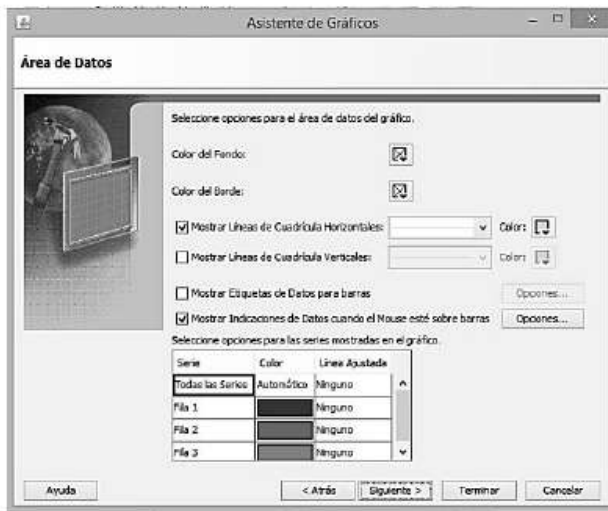 Asistente de Gráficos
Área de Datos
Seleccione opciones para el área de datos del gráfico.
Color del Fondo:
Color del Borde:
Mostrar Líneas de Cuadrícula Horizontales: Color:
Mostrar Líneas de Cuadrícula Verticales: Color:
Mostrar Etiquetas de Datos para barras Opciones...
Mostrar Indicaciones de Datos cuando el Mouse esté sobre barras Opciones...
Seleccione opciones para las series mostradas en el gráfico.
Serie Color Línea Ajustada
Todas las Series Automático Ninguno
Fila 1 Ninguno
Fila 2 Ninguno
Fila 3 Ninguno
Ayuda < Atrás Siguiente > Terminar Cancelar